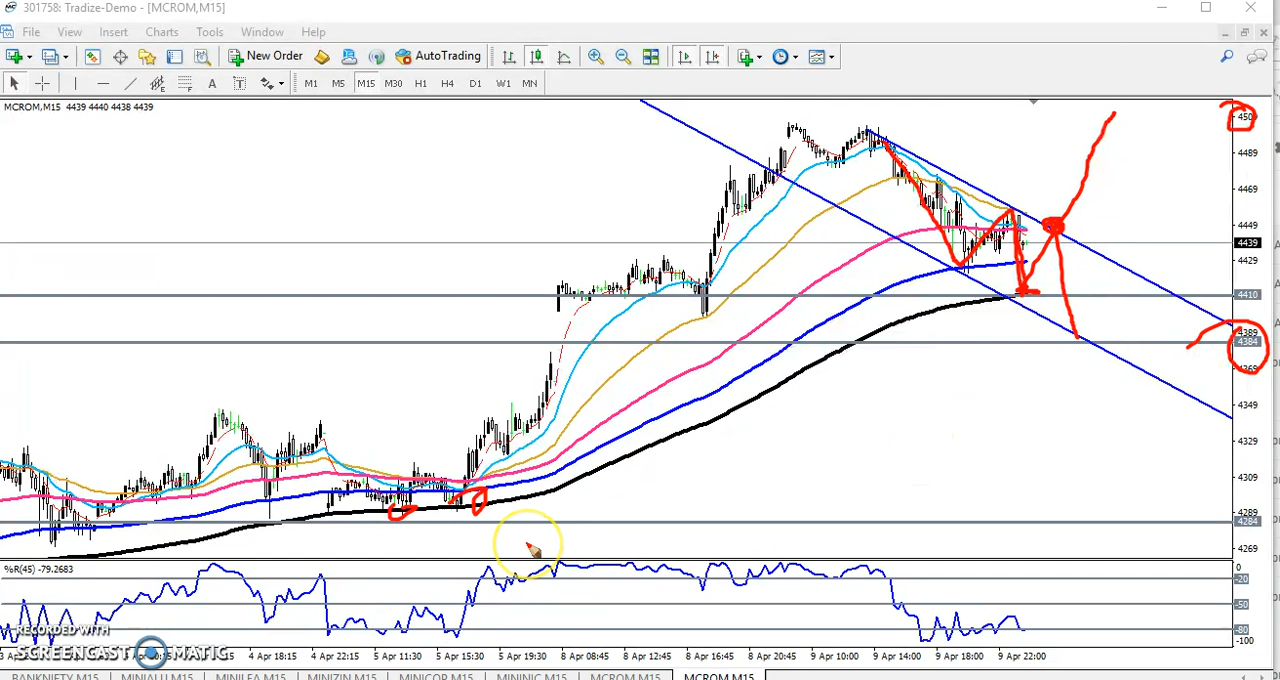 301758: Tradize-Demo - [MCROM,M15]
File View Insert Charts Tools Window Help
New Order AutoTrading
A T M1 M5 M15 M30 H1 H4 D1 W1 MN
MCROM,M15 4439 4440 4438 4439
4489
4469
4449
4439
4429
4410
4389
4384
4349
4329
4309
4289
4284
4269
%R(45) -79.2683
0
-20
-50
-80
-100
RECORDED WITH
SCREENCAST MATIC
4 Apr 18:15 4 Apr 22:15 5 Apr 11:30 5 Apr 15:30 5 Apr 19:30 8 Apr 08:45 8 Apr 12:45 8 Apr 16:45 8 Apr 20:45 9 Apr 10:00 9 Apr 14:00 9 Apr 18:00 9 Apr 22:00
BANKNIFTY,M15 MINIALU,M15 MINILEA,M15 MINIZIN,M15 MINICOP,M15 MININIC,M15 MCROM,M15 MCROM,M15